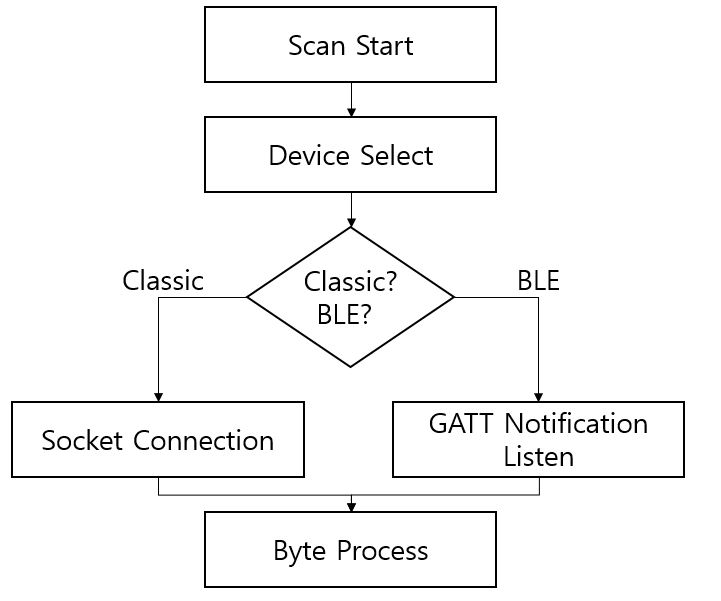 Scan Start
Device Select
Classic
Classic?
BLE?
BLE
Socket Connection
GATT Notification
Listen
Byte Process